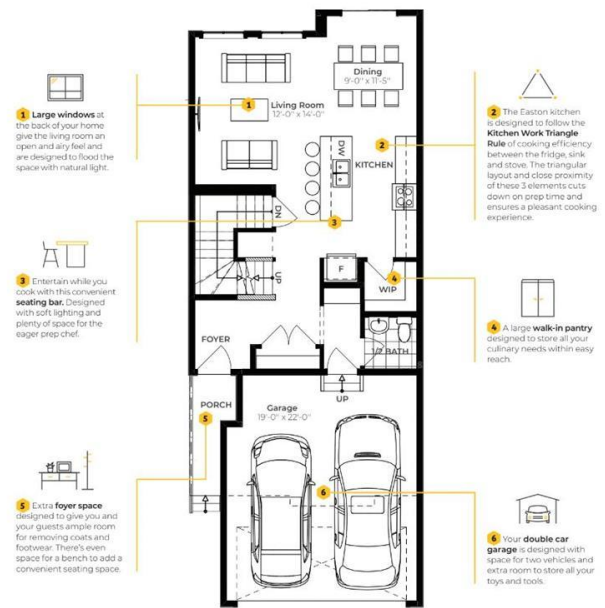 1 Large windows at
the back of your home
give the living room an
open and airy feel and
are designed to flood the
space with natural light.
3 Entertain while you
cook with this convenient
seating bar. Designed
with soft lighting and
plenty of space for the
eager prep chef.
5 Extra foyer space
designed to give you and
your guests ample room
for removing coats and
footwear. There's even
space for a bench to add a
convenient seating space.
Dining
9'-0" x 11'-5"
1 Living Room
12'-0" x 14'-0"
2
DW
KITCHEN
3
DN
UP
F
4
WIP
FOYER
1/2 BATH
UP
PORCH
5
Garage
19'-0" x 22'-0"
6
2 The Easton kitchen
is designed to follow the
Kitchen Work Triangle
Rule of cooking efficiency
between the fridge, sink
and stove. The triangular
layout and close proximity
of these 3 elements cuts
down on prep time and
ensures a pleasant cooking
experience.
4 A large walk-in pantry
designed to store all your
culinary needs within easy
reach.
6 Your double car
garage is designed with
space for two vehicles and
extra room to store all your
toys and tools.